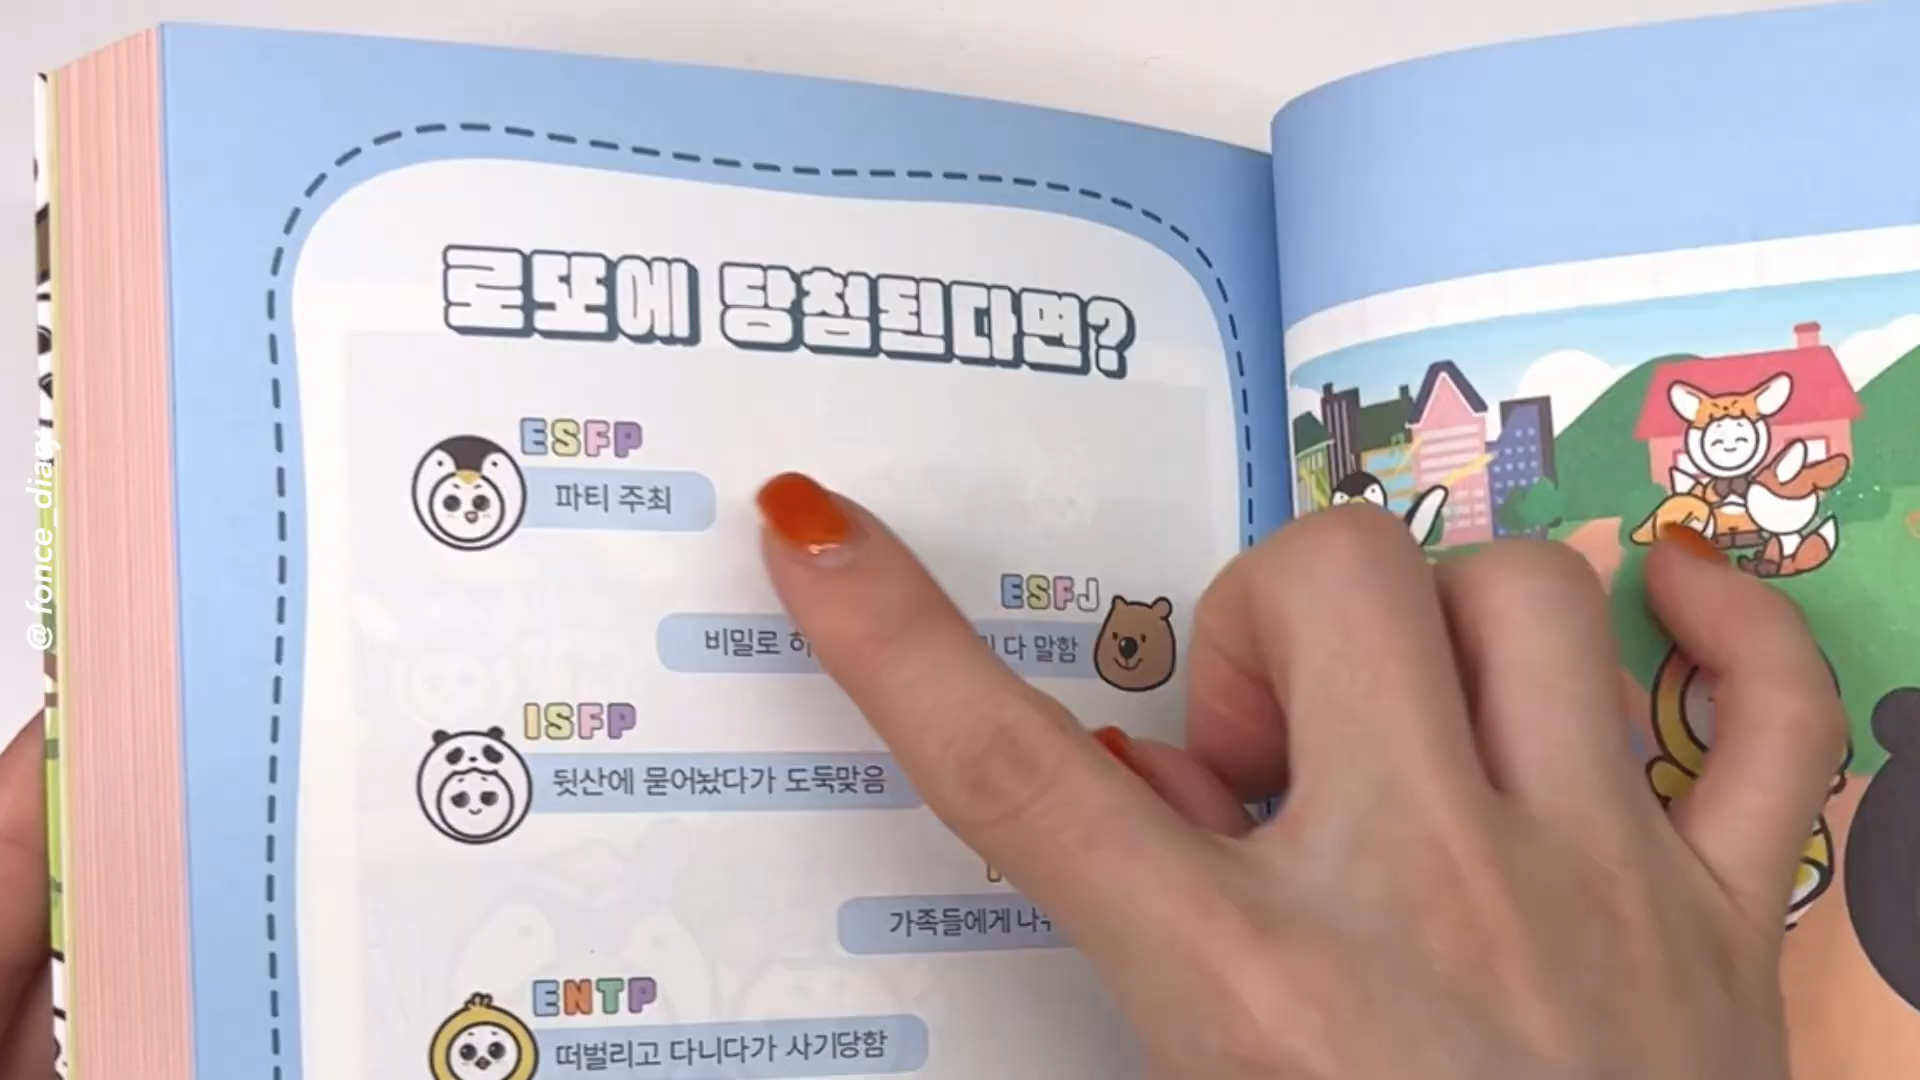 로또에 당첨된다면?
ESFP
파티 주최
ESFJ
비밀로 다 말함
ISFP
뒷산에 묻어놨다가 도둑맞음
가족들에게
ENTP
떠벌리고 다니다가 사기당함
@fonce_diary